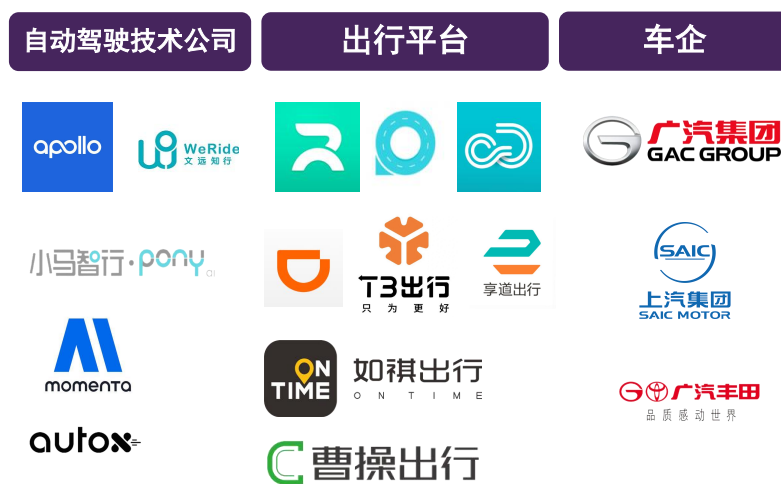 自动驾驶技术公司
出行平台
车企
apollo
WeRide
文远知行
小马智行·pony.ai
momenta
autox
T3出行
只为更好
享道出行
ON
TIME
如祺出行
ON TIME
曹操出行
广汽集团
GAC GROUP
SAIC
上汽集团
SAIC MOTOR
广汽丰田
品质感动世界